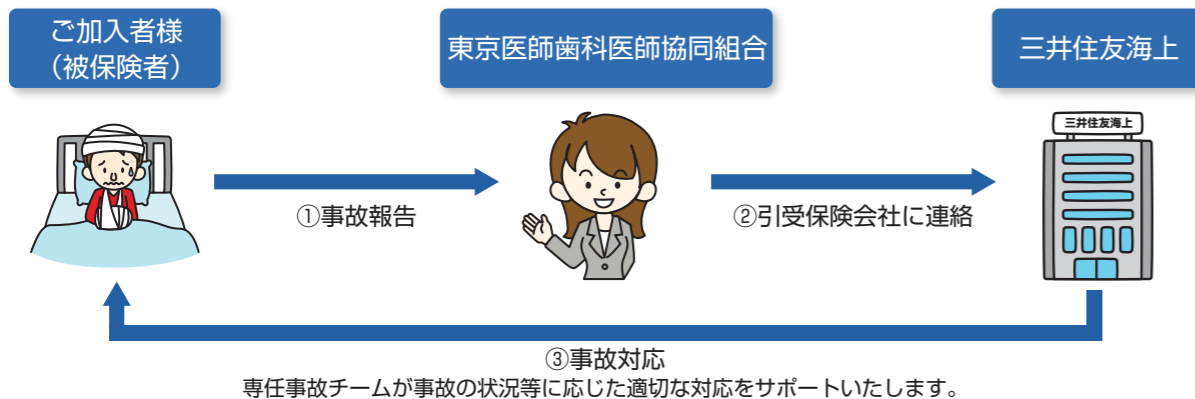 ご加入者様
（被保険者）
東京医師歯科医師協同組合
三井住友海上
三井住友海上
①事故報告
②引受保険会社に連絡
③事故対応
専任事故チームが事故の状況等に応じた適切な対応をサポートいたします。